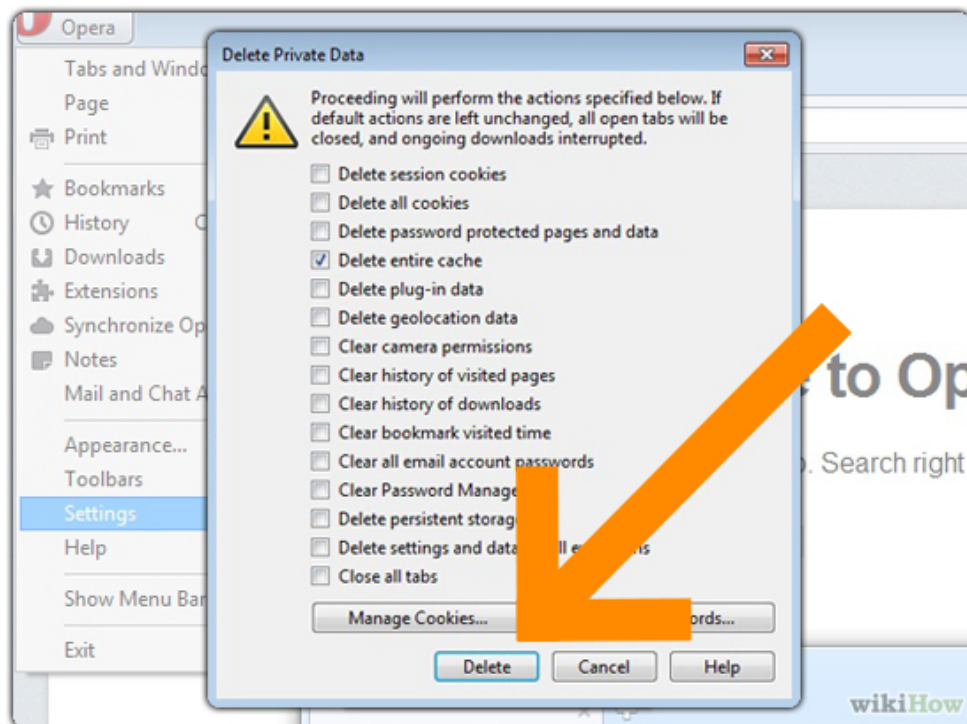 Opera
Tabs and Windo
Page
Print
Bookmarks
History C
Downloads
Extensions
Synchronize Op
Notes
Mail and Chat A
Appearance...
Toolbars
Settings
Help
Show Menu Bar
Exit
Delete Private Data
Proceeding will perform the actions specified below. If
default actions are left unchanged, all open tabs will be
closed, and ongoing downloads interrupted.
Delete session cookies
Delete all cookies
Delete password protected pages and data
Delete entire cache
Delete plug-in data
Delete geolocation data
Clear camera permissions
Clear history of visited pages
Clear history of downloads
Clear bookmark visited time
Clear all email account passwords
Clear Password Manage
Delete persistent storag
Delete settings and data ll e ns
Close all tabs
Manage Cookies... ords...
Delete Cancel Help
e to Op
. Search right
wikiHow